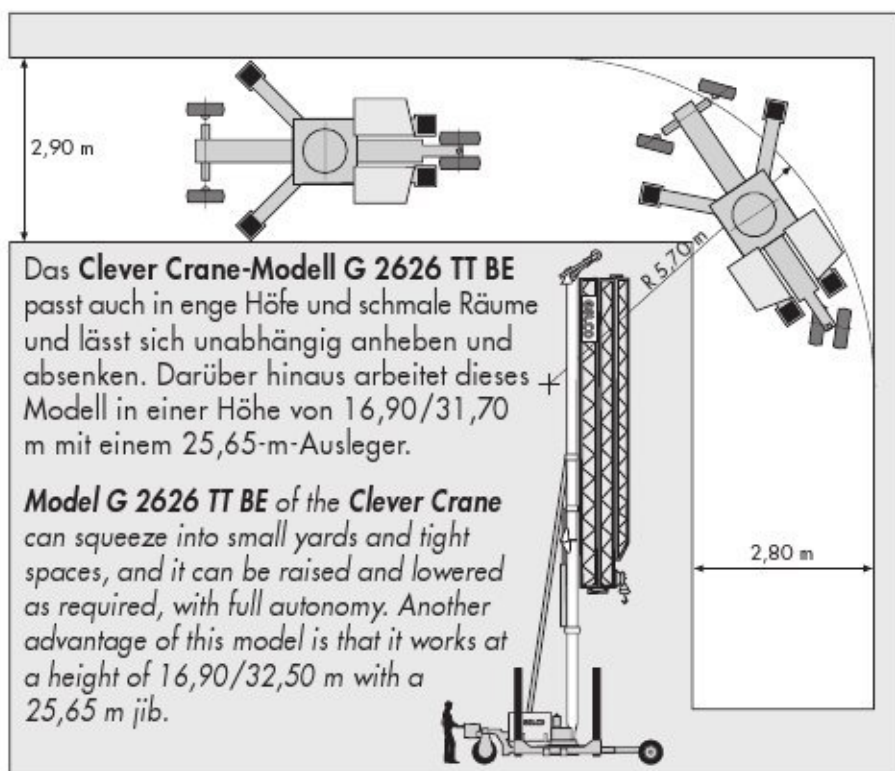 2,90 m
R 5,70 m
Das Clever Crane-Modell G 2626 TT BE
passt auch in enge Höfe und schmale Räume
und lässt sich unabhängig anheben und
absenken. Darüber hinaus arbeitet dieses
Modell in einer Höhe von 16,90/31,70
m mit einem 25,65-m-Ausleger.
Model G 2626 TT BE of the Clever Crane
can squeeze into small yards and tight
spaces, and it can be raised and lowered
as required, with full autonomy. Another
advantage of this model is that it works at
a height of 16,90/32,50 m with a
25,65 m jib.
2,80 m